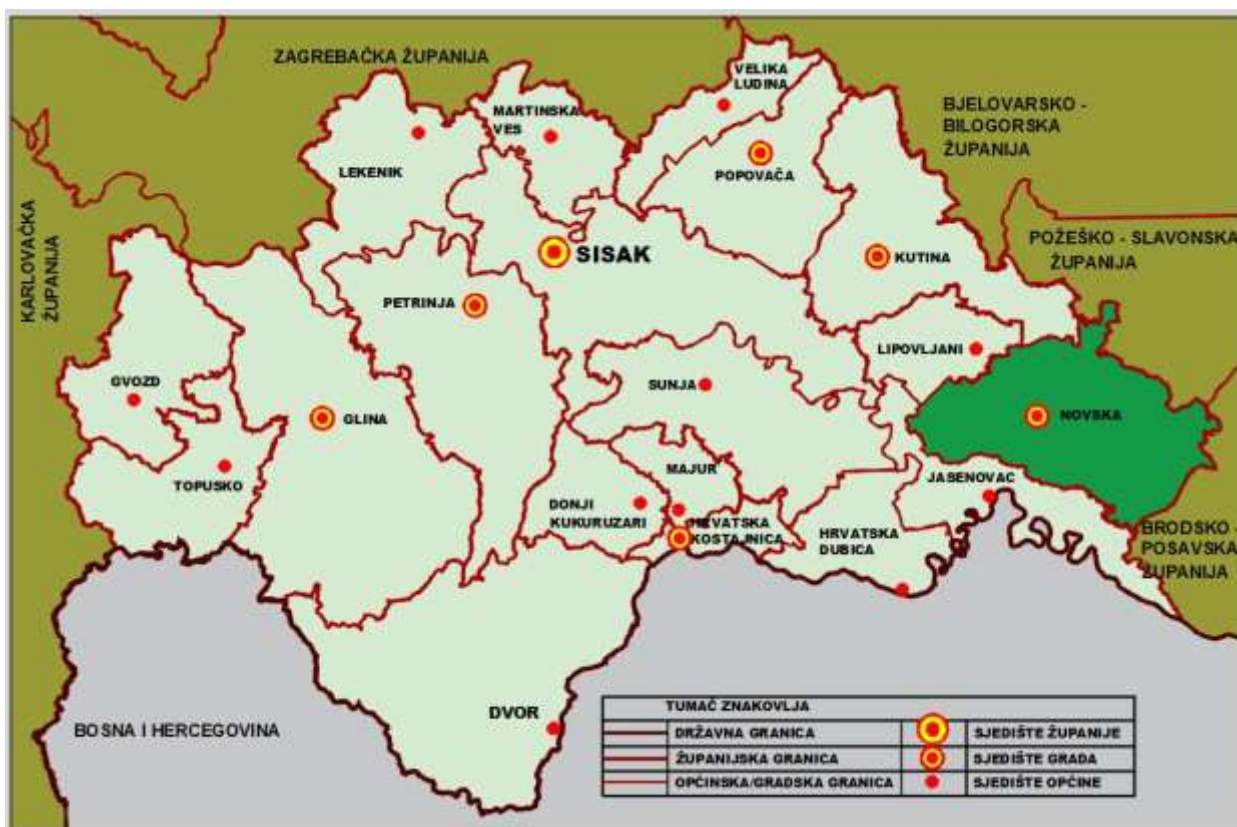 ZAGREBAČKA ŽUPANIJA
VELIKA
LUDINA
MARTINSKA
VES
BJELOVARSKO -
BILOGORSKA
ŽUPANIJA
LEKENIK
POPOVAČA
KARLOVAČKA
ŽUPANIJA
SISAK
KUTINA
POŽEŠKO - SLAVONSKA
ŽUPANIJA
PETRINJA
LIPOVLJANI
GVOZD
SUNJA
GLINA
NOVSKA
MAJUR
JASENOVAC
TOPUSKO
DONJI
KUKURUZARI
HRVATSKA
KOSTAJNICA
HRVATSKA
DUBICA
BRODSKO -
POSAVSKA
ŽUPANIJA
DVOR
BOSNA I HERCEGOVINA
TUMAČ ZNAKOVLJA
DRŽAVNA GRANICA SJEDIŠTE ŽUPANIJE
ŽUPANIJSKA GRANICA SJEDIŠTE GRADA
OPĆINSKA/GRADSKA GRANICA SJEDIŠTE OPĆINE